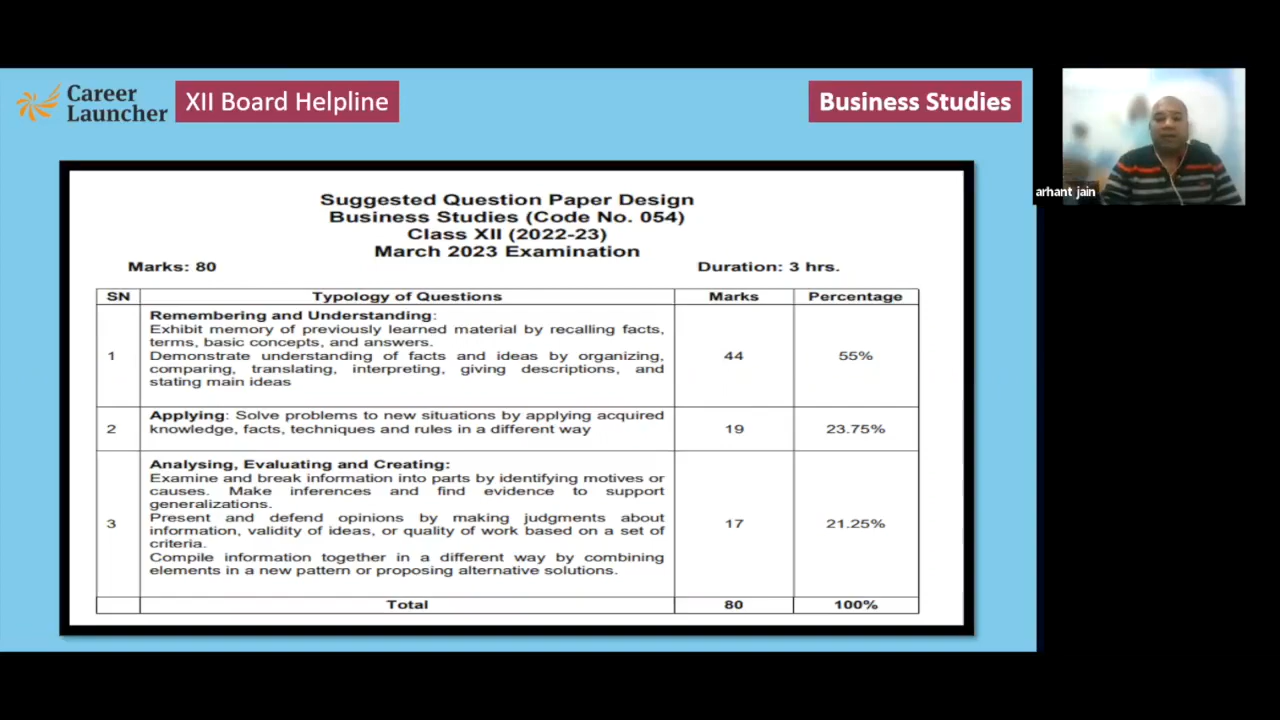 Career
Launcher
XII Board Helpline
Business Studies
arhant jain
Suggested Question Paper Design
Business Studies (Code No. 054)
Class XII (2022-23)
March 2023 Examination
Marks: 80
Duration: 3 hrs.
SN
Typology of Questions
Marks
Percentage
1
Remembering and Understanding:
Exhibit memory of previously learned material by recalling facts,
terms, basic concepts, and answers.
Demonstrate understanding of facts and ideas by organizing,
comparing, translating, interpreting, giving descriptions, and
stating main ideas
44
55%
2
Applying: Solve problems to new situations by applying acquired
knowledge, facts, techniques and rules in a different way
19
23.75%
3
Analysing, Evaluating and Creating:
Examine and break information into parts by identifying motives or
causes. Make inferences and find evidence to support
generalizations.
Present and defend opinions by making judgments about
information, validity of ideas, or quality of work based on a set of
criteria.
Compile information together in a different way by combining
elements in a new pattern or proposing alternative solutions.
17
21.25%
Total
80
100%